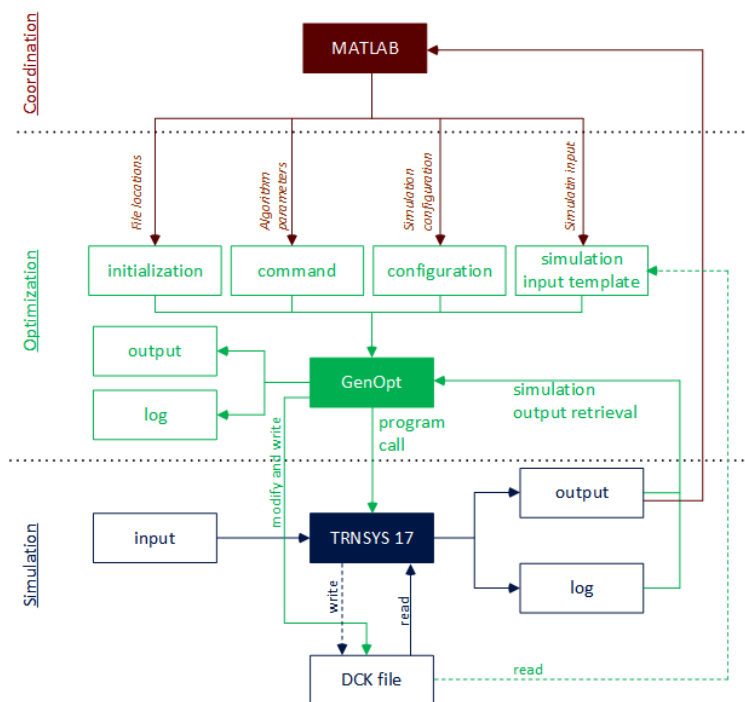 Coordination
MATLAB
File locations
Algorithm
parameters
Simulation
configuration
Simulatin input
Optimization
initialization
command
configuration
simulation
input template
output
log
GenOpt
simulation
output retrieval
program
call
modify and write
Simulation
input
TRNSYS 17
output
log
write
read
DCK file
read